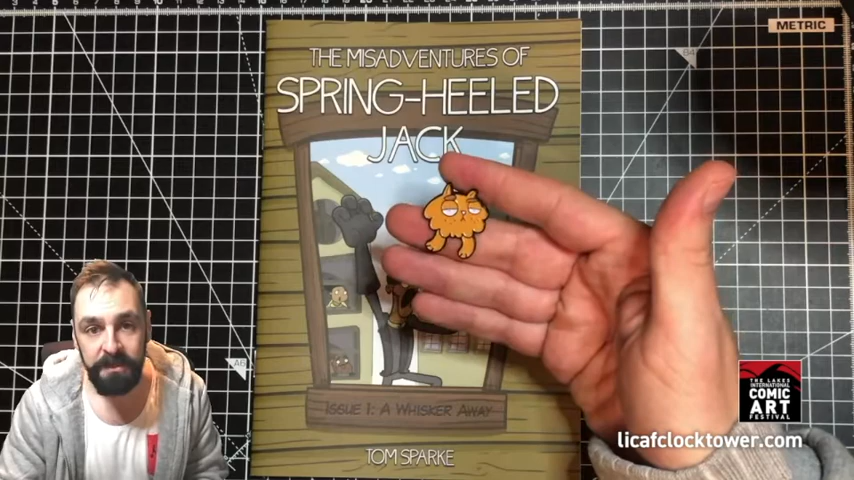 METRIC
THE MISADVENTURES OF
SPRING-HEELED
JACK
ISSUE 1: A WHISKER AWAY
TOM SPARKE
THE LAKES
INTERNATIONAL
COMIC
ART
FESTIVAL
licafclocktower.com